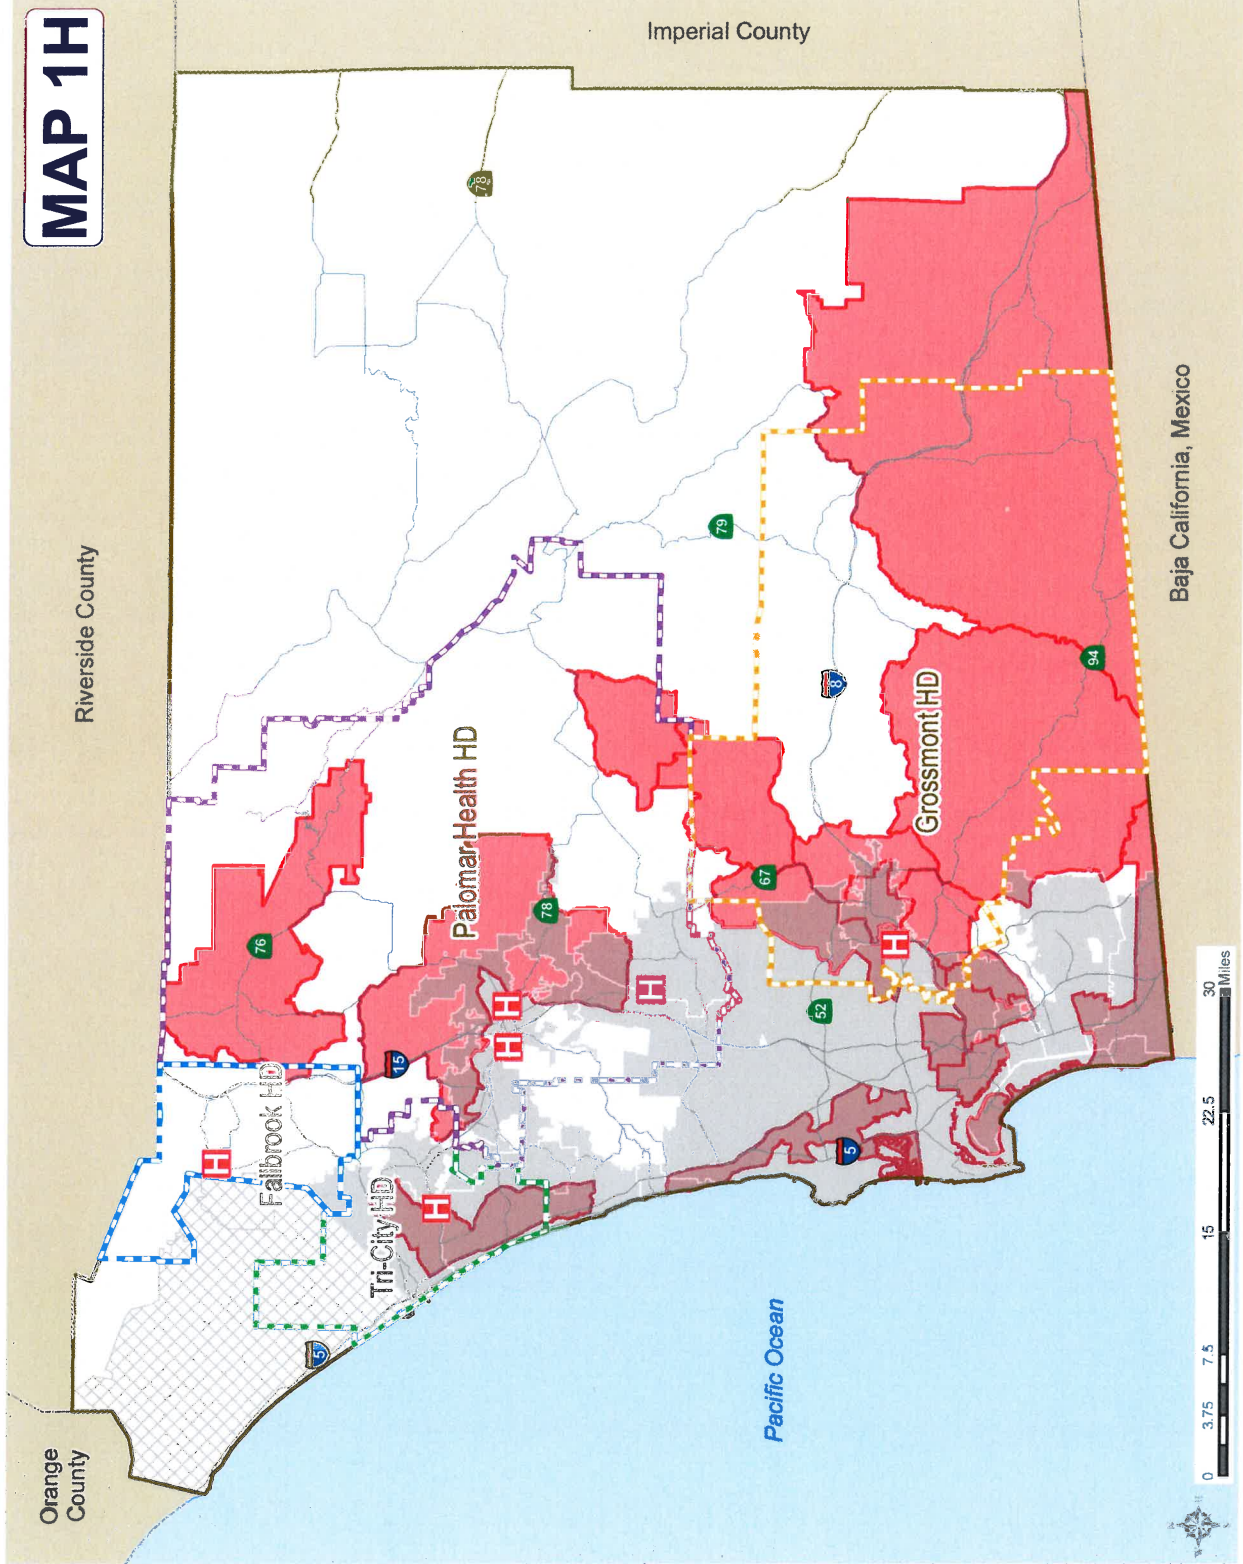 MAP 1H
Orange
County
Riverside County
Imperial County
Baja California, Mexico
Pacific Ocean
Fallbrook HD
Tri-City HD
Palomar Health HD
Grossmont HD
76
78
78
79
15
5
5
52
67
8
94
H
H
H
H
H
H
0 3.75 7.5 15 22.5 30
Miles